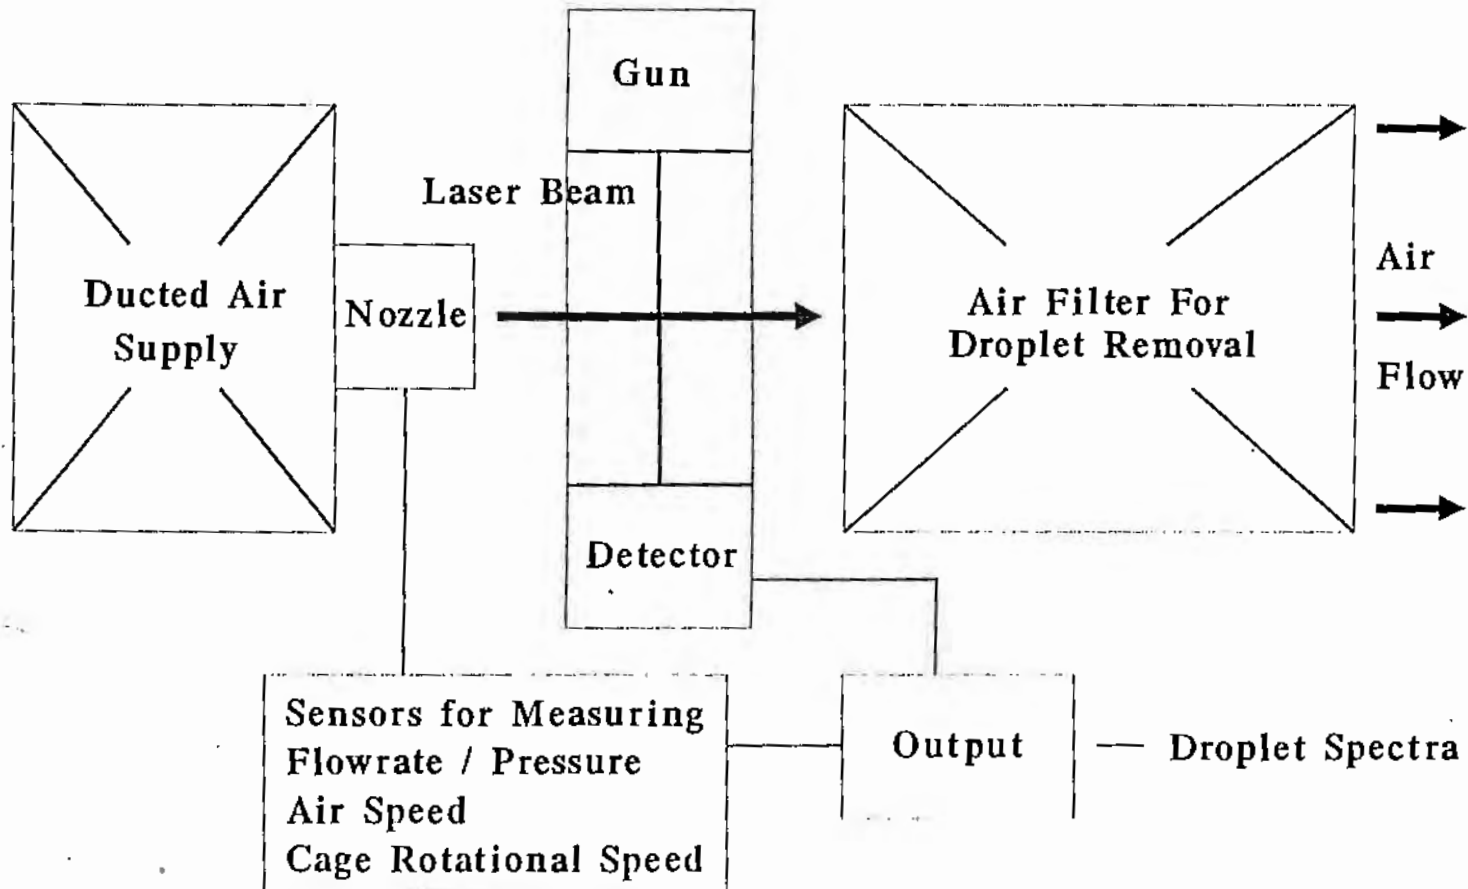 Gun
Laser Beam
Ducted Air
Supply
Nozzle
Air Filter For
Droplet Removal
Air
Flow
Detector
Sensors for Measuring
Flowrate / Pressure
Air Speed
Cage Rotational Speed
Output
Droplet Spectra